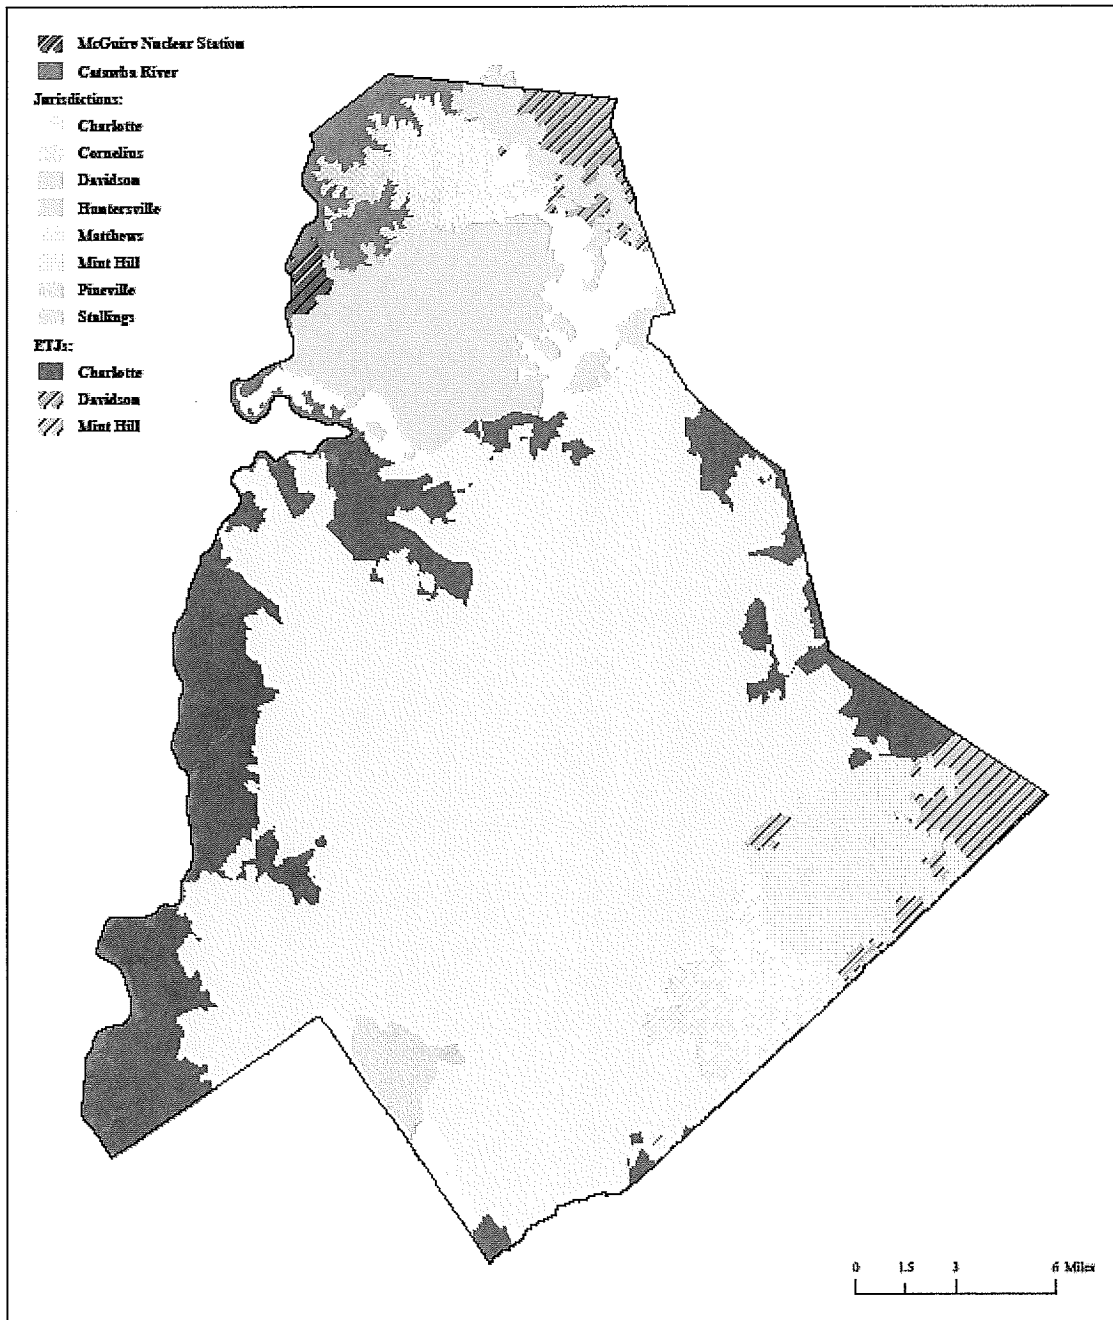 McGuire Nuclear Station
Catawba River
Jurisdictions:
Charlotte
Cornelius
Davidson
Huntersville
Matthews
Mint Hill
Pineville
Stallings
ETJs:
Charlotte
Davidson
Mint Hill
0 1.5 3 6 Miles